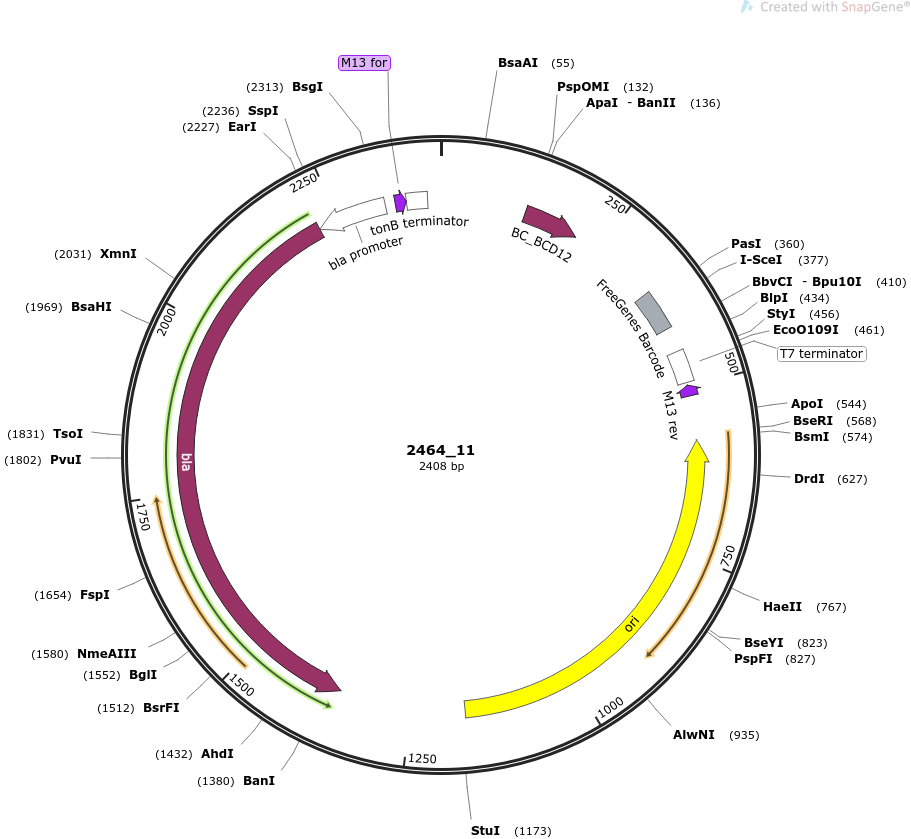 Created with SnapGene®
M13 for
BsaAI (55)
(2313) BsgI
PspOMI (132)
ApaI - BanII (136)
(2236) SspI
(2227) EarI
2250
250
tonB terminator
bla promoter
BC_BCD12
PasI (360)
(2031) XmnI
I-SceI (377)
BbvCI - Bpu10I (410)
BlpI (434)
(1969) BsaHI
StyI (456)
2000
FreeGenes Barcode
EcoO109I (461)
T7 terminator
500
M13 rev
ApoI (544)
BseRI (568)
(1831) TsoI
BsmI (574)
2464_11
(1802) PvuI
bla
2408 bp
DrdI (627)
1750
750
(1654) FspI
HaeII (767)
ori
BseYI (823)
(1580) NmeAIII
PspFI (827)
(1552) BglI
1500
(1512) BsrFI
1000
AlwNI (935)
(1432) AhdI
1250
(1380) BanI
StuI (1173)